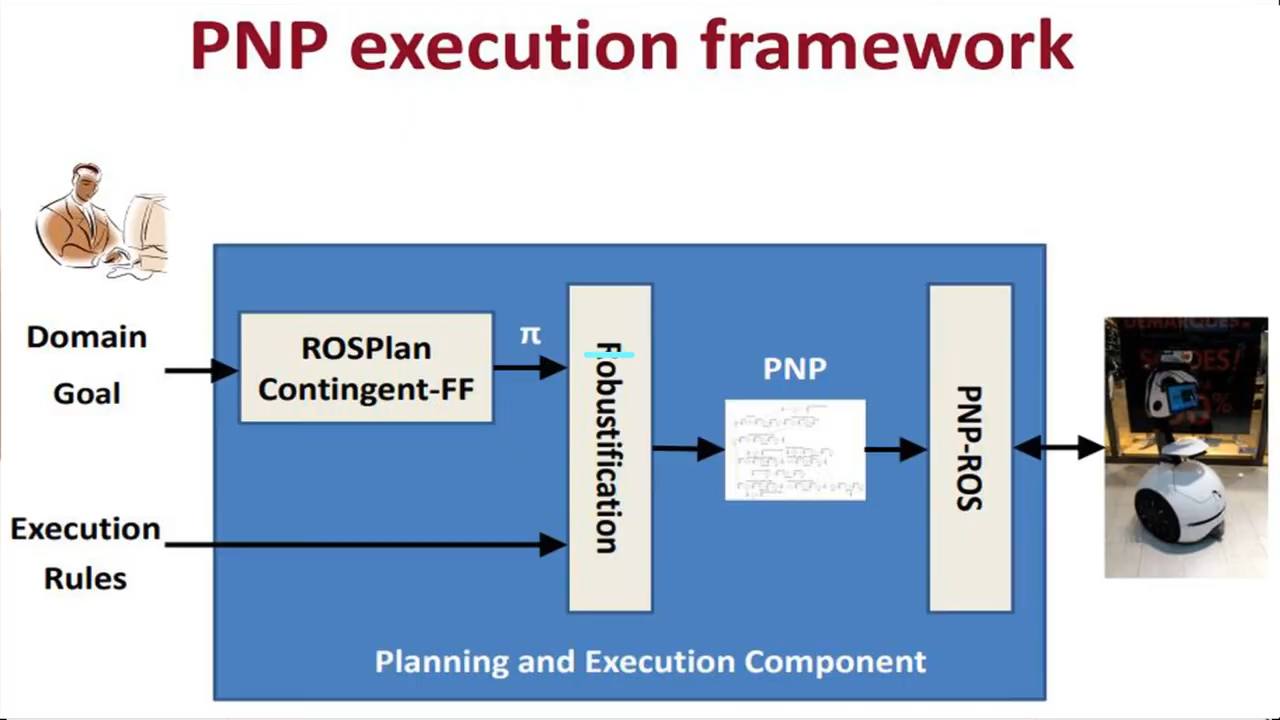 PNP execution framework
Domain
Goal
ROSPlan
Contingent-FF
π
Robustification
PNP
PNP-ROS
Execution
Rules
Planning and Execution Component